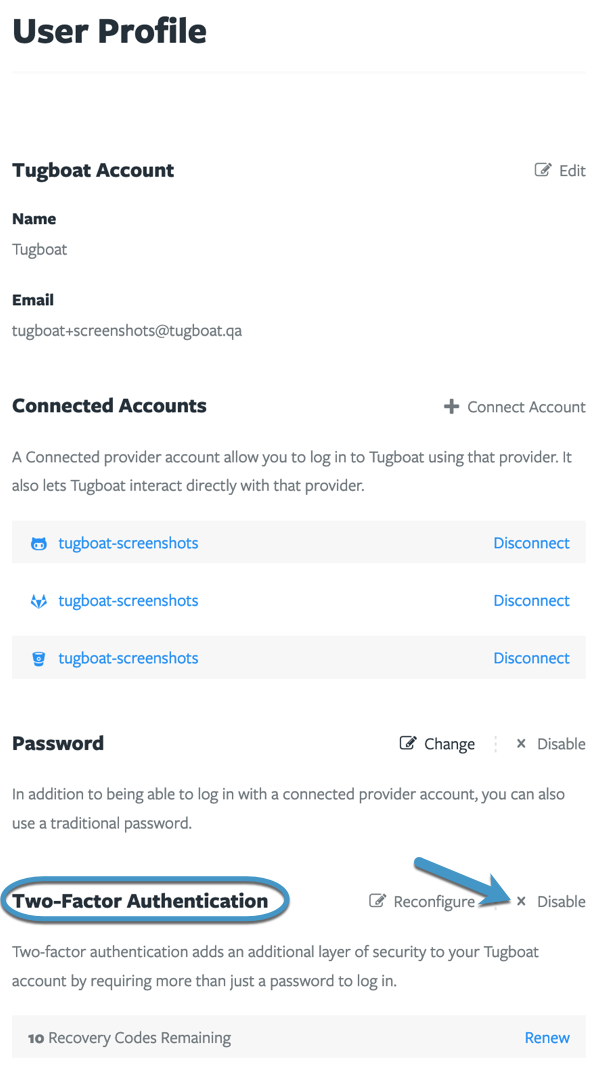 User Profile
Tugboat Account
Edit
Name
Tugboat
Email
tugboat+screenshots@tugboat.qa
Connected Accounts
Connect Account
A Connected provider account allow you to log in to Tugboat using that provider. It
also lets Tugboat interact directly with that provider.
tugboat-screenshots
Disconnect
tugboat-screenshots
Disconnect
tugboat-screenshots
Disconnect
Password
Change
Disable
In addition to being able to log in with a connected provider account, you can also
use a traditional password.
Two-Factor Authentication
Reconfigure
Disable
Two-factor authentication adds an additional layer of security to your Tugboat
account by requiring more than just a password to log in.
10 Recovery Codes Remaining
Renew